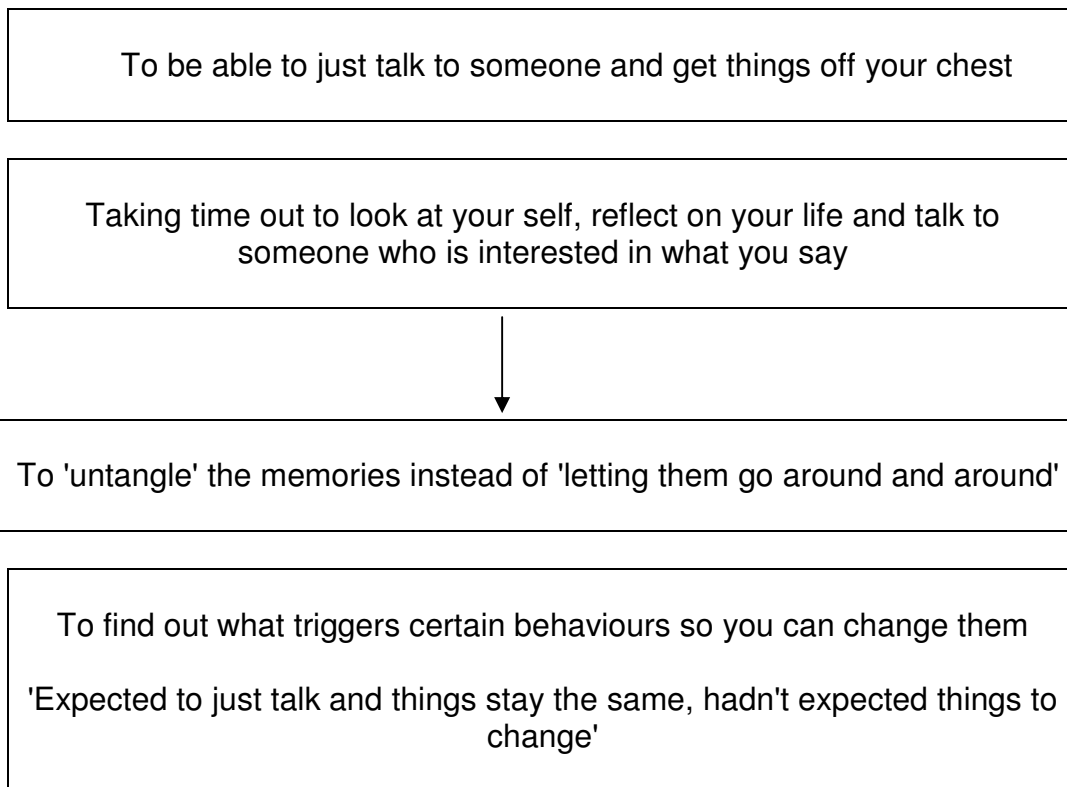 To be able to just talk to someone and get things off your chest
Taking time out to look at your self, reflect on your life and talk to
someone who is interested in what you say
To 'untangle' the memories instead of 'letting them go around and around'
To find out what triggers certain behaviours so you can change them
'Expected to just talk and things stay the same, hadn't expected things to
change'